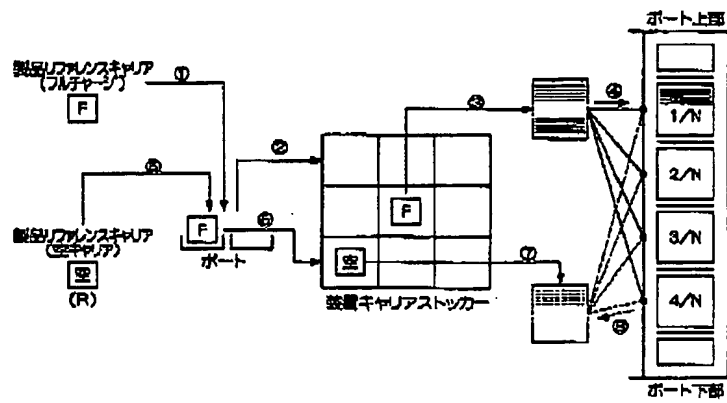 製品リファレンスキャリア
(フルチャージ)
F
①
②
③
④
ボート上部
1/N
2/N
3/N
4/N
ボート下部
⑤
製品リファレンスキャリア
(空キャリア)
空
(R)
F
ポート
⑥
F
空
装置キャリアストッカー
⑦
⑧